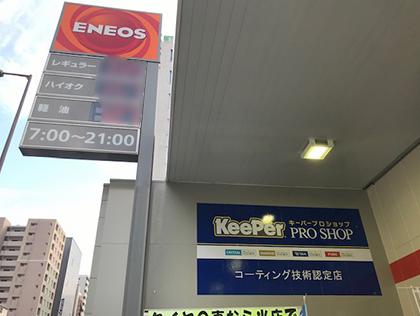 ENEOS
レギュラー
ハイオク
軽油
7:00~21:00
KeePer キーパープロショップ
PRO SHOP
コーティング技術認定店